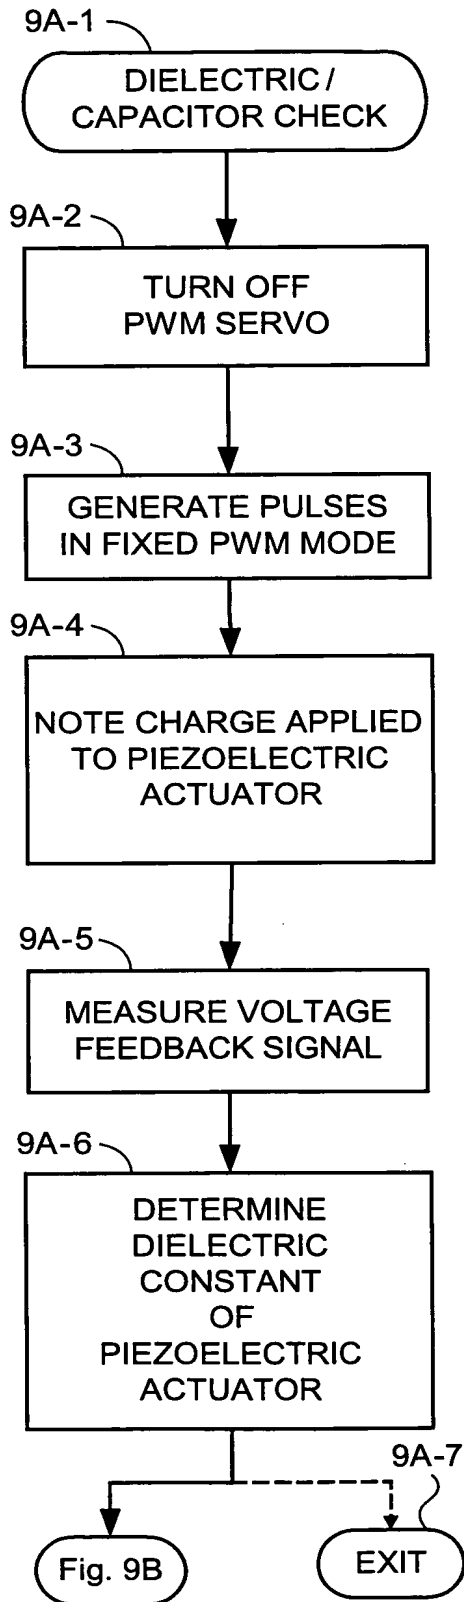 9A-1
DIELECTRIC /
CAPACITOR CHECK
9A-2
TURN OFF
PWM SERVO
9A-3
GENERATE PULSES
IN FIXED PWM MODE
9A-4
NOTE CHARGE APPLIED
TO PIEZOELECTRIC
ACTUATOR
9A-5
MEASURE VOLTAGE
FEEDBACK SIGNAL
9A-6
DETERMINE
DIELECTRIC
CONSTANT
OF
PIEZOELECTRIC
ACTUATOR
9A-7
Fig. 9B
EXIT